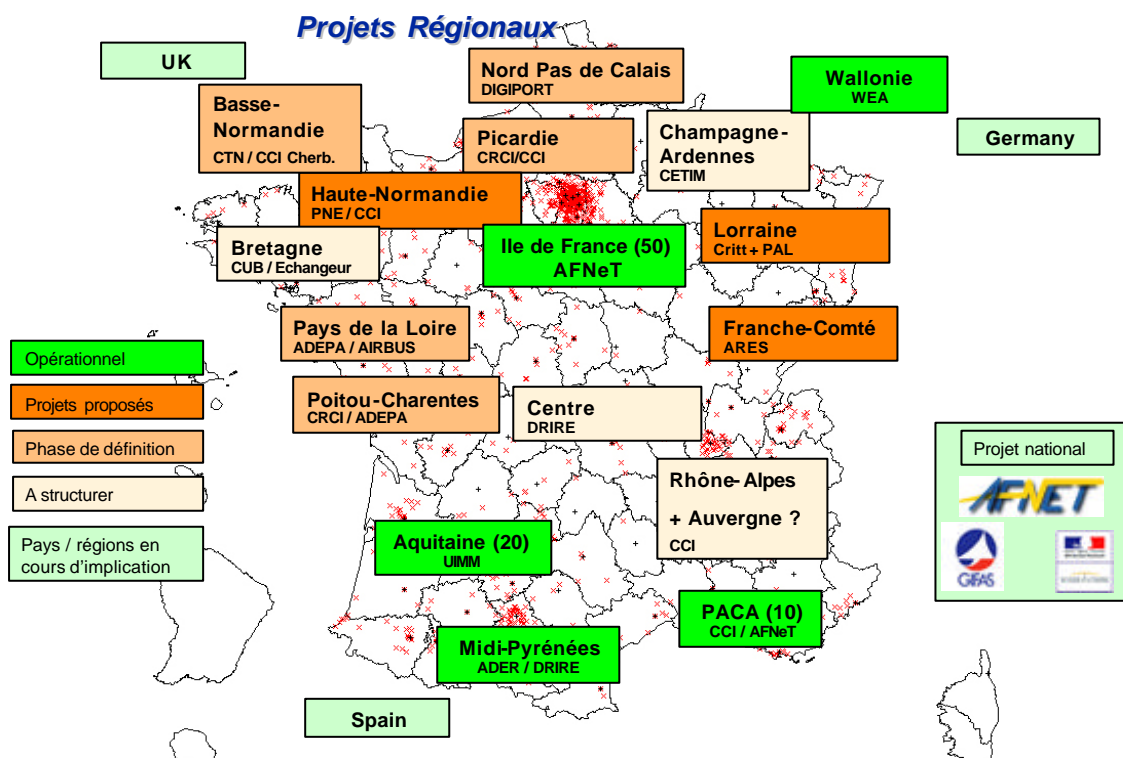 Projets Régionaux
UK
Nord Pas de Calais
DIGIPORT
Wallonie
WEA
Basse-
Normandie
CTN / CCI Cherb.
Picardie
CRCI/CCI
Champagne-
Ardennes
CETIM
Germany
Haute-Normandie
PNE / CCI
Lorraine
Critt + PAL
Bretagne
CUB / Echangeur
Ile de France (50)
AFNeT
Pays de la Loire
ADEPA / AIRBUS
Franche-Comté
ARES
Poitou-Charentes
CRCI / ADEPA
Centre
DRIRE
Rhône-Alpes
+ Auvergne ?
CCI
Aquitaine (20)
UIMM
PACA (10)
CCI / AFNeT
Midi-Pyrénées
ADER / DRIRE
Spain
Opérationnel
Projets proposés
Phase de définition
A structurer
Pays / régions en
cours d'implication
Projet national
AFNET
GIFAS